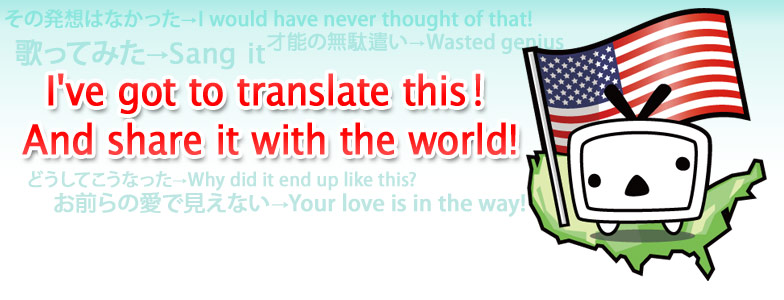 その発想はなかった→I would have never thought of that!
歌ってみた→Sang it
才能の無駄遣い→Wasted genius
I've got to translate this!
And share it with the world!
どうしてこうなった→Why did it end up like this?
お前らの愛で見えない→Your love is in the way!